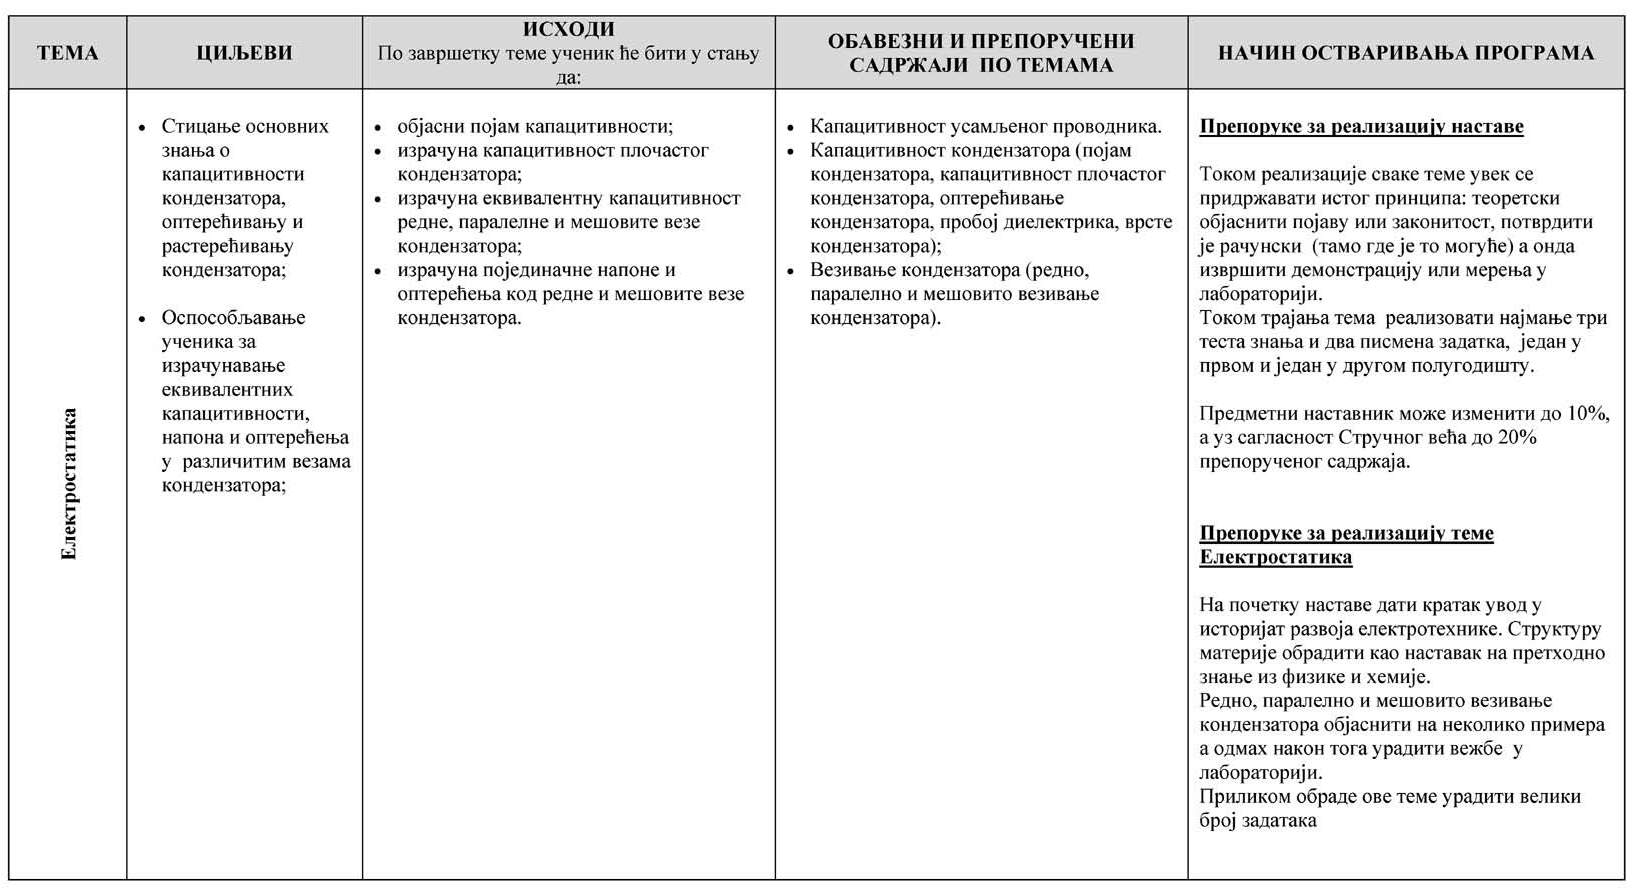 ТЕМА
ЦИЉЕВИ
ИСХОДИ
По завршетку теме ученик ће бити у стању
да:
ОБАВЕЗНИ И ПРЕПОРУЧЕНИ
САДРЖАЈИ ПО ТЕМАМА
НАЧИН ОСТВАРИВАЊА ПРОГРАМА
Електростатика
• Стицање основних
знања о
капацитивности
кондензатора,
оптерећивању и
растерећивању
кондензатора;
• Оспособљавање
ученика за
израчунавање
еквивалентних
капацитивности,
напона и оптерећења
у различитим везама
кондензатора;
• објасни појам капацитивности;
• израчуна капацитивност плочастог
кондензатора;
• израчуна еквивалентну капацитивност
редне, паралелне и мешовите везе
кондензатора;
• израчуна појединачне напоне и
оптерећења код редне и мешовите везе
кондензатора.
• Капацитивност усамљеног проводника.
• Капацитивност кондензатора (појам
кондензатора, капацитивност плочастог
кондензатора, оптерећивање
кондензатора, пробој диелектрика, врсте
кондензатора);
• Везивање кондензатора (редно,
паралелно и мешовито везивање
кондензатора).
Препоруке за реализацију наставе
Током реализације сваке теме увек се
придржавати истог принципа: теоретски
објаснити појаву или законитост, потврдити
је рачунски (тамо где је то могуће) а онда
извршити демонстрацију или мерења у
лабораторији.
Током трајања тема реализовати најмање три
теста знања и два писмена задатка, један у
првом и један у другом полугодишту.
Предметни наставник може изменити до 10%,
а уз сагласност Стручног већа до 20%
препорученог садржаја.
Препоруке за реализацију теме
Електростатика
На почетку наставе дати кратак увод у
историјат развоја електротехнике. Структуру
материје обрадити као наставак на претходно
знање из физике и хемије.
Редно, паралелно и мешовито везивање
кондензатора објаснити на неколико примера
а одмах након тога урадити вежбе у
лабораторији.
Приликом обраде ове теме урадити велики
број задатака